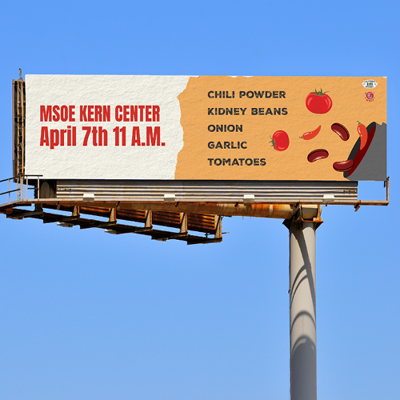 MSOE KERN CENTER
April 7th 11 A.M.
CHILI POWDER
KIDNEY BEANS
ONION
GARLIC
TOMATOES